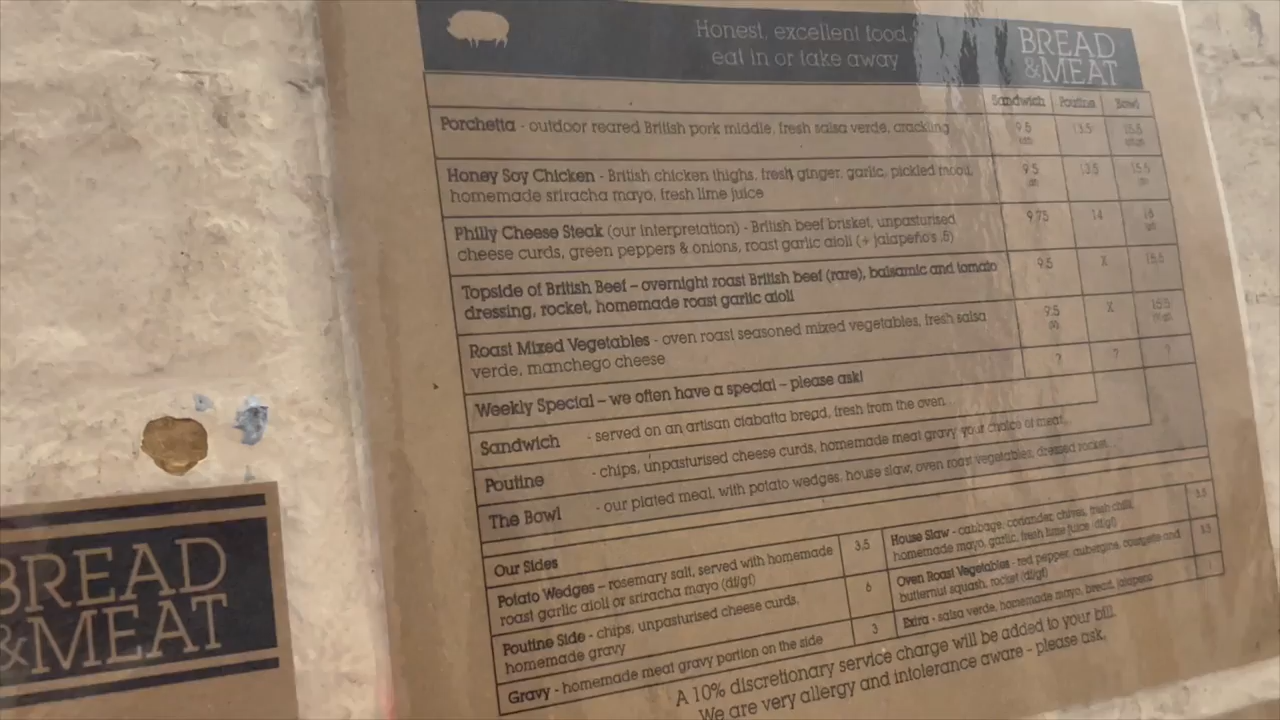 Honest, excellent food,
eat in or take away
BREAD
&MEAT
Sandwich Poutine Bowl
Porchetta - outdoor reared British pork middle, fresh salsa verde, crackling 9.5 13.5 15.5
Honey Soy Chicken - British chicken thighs, fresh ginger, garlic, pickled mooli, 9.5 13.5 15.5
homemade sriracha mayo, fresh lime juice
Philly Cheese Steak (our interpretation) - British beef brisket, unpasturised 9.75 14 16
cheese curds, green peppers & onions, roast garlic aioli (+ jalapeño's .5)
Topside of British Beef – overnight roast British beef (rare), balsamic and tomato 9.5 X 15.5
dressing, rocket, homemade roast garlic aioli
Roast Mixed Vegetables - oven roast seasoned mixed vegetables, fresh salsa 9.5 X 15.5
verde, manchego cheese
Weekly Special – we often have a special – please ask! ? ? ?
Sandwich - served on an artisan ciabatta bread, fresh from the oven
Poutine - chips, unpasturised cheese curds, homemade meat gravy your choice of meat
The Bowl - our plated meal, with potato wedges, house slaw, oven roast vegetables, dressed rocket
Our Sides
Potato Wedges – rosemary salt, served with homemade 3.5
roast garlic aioli or sriracha mayo (df/gf)
Poutine Side - chips, unpasturised cheese curds, 6
homemade gravy
Gravy - homemade meat gravy portion on the side 3
House Slaw - cabbage, coriander, chives, fresh chilli, 3.5
homemade mayo, garlic, fresh lime juice (df/gf)
Oven Roast Vegetables - red pepper, aubergine, courgette and 3.5
butternut squash, rocket (df/gf)
Extra - salsa verde, homemade mayo, bread, jalapeno
A 10% discretionary service charge will be added to your bill.
We are very allergy and intolerance aware - please ask.
BREAD
&MEAT